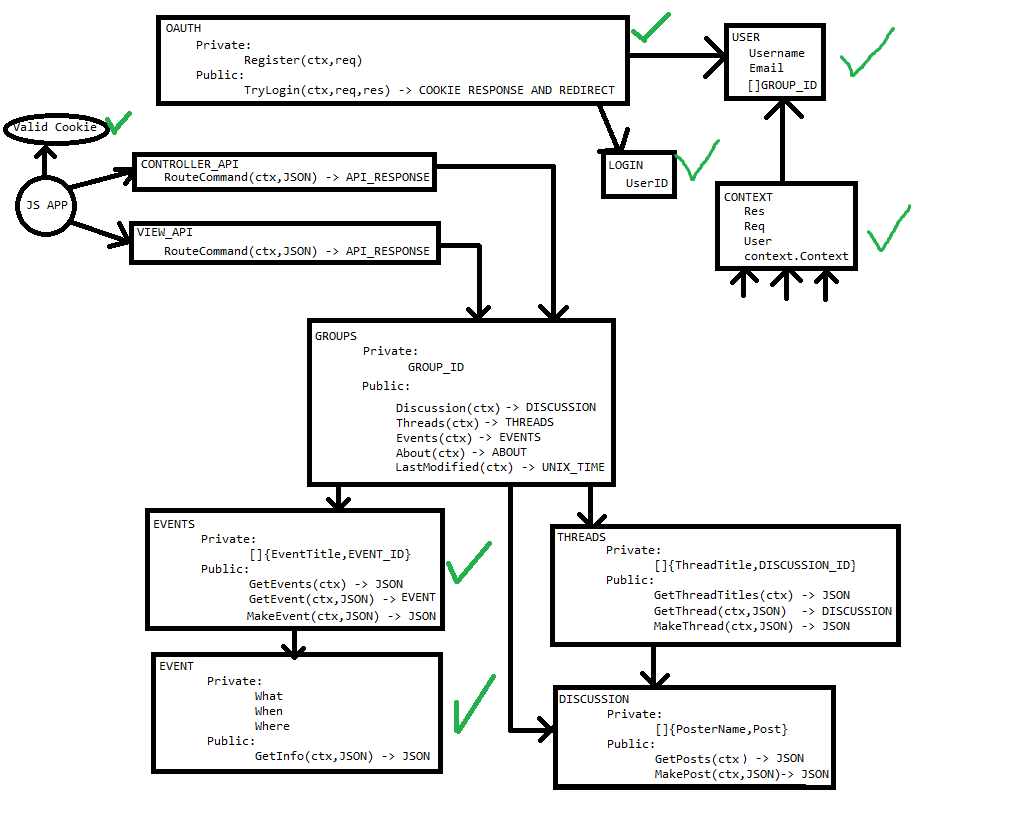 OAUTH
Private:
Register(ctx,req)
Public:
TryLogin(ctx,req,res) -> COOKIE RESPONSE AND REDIRECT
USER
Username
Email
[]GROUP_ID
Valid Cookie
JS APP
CONTROLLER_API
RouteCommand(ctx,JSON) -> API_RESPONSE
VIEW_API
RouteCommand(ctx,JSON) -> API_RESPONSE
LOGIN
UserID
CONTEXT
Res
Req
User
context.Context
GROUPS
Private:
GROUP_ID
Public:
Discussion(ctx) -> DISCUSSION
Threads(ctx) -> THREADS
Events(ctx) -> EVENTS
About(ctx) -> ABOUT
LastModified(ctx) -> UNIX_TIME
EVENTS
Private:
[]{EventTitle,EVENT_ID}
Public:
GetEvents(ctx) -> JSON
GetEvent(ctx,JSON) -> EVENT
MakeEvent(ctx,JSON) -> JSON
THREADS
Private:
[]{ThreadTitle,DISCUSSION_ID}
Public:
GetThreadTitles(ctx) -> JSON
GetThread(ctx,JSON) -> DISCUSSION
MakeThread(ctx,JSON) -> JSON
EVENT
Private:
What
When
Where
Public:
GetInfo(ctx,JSON) -> JSON
DISCUSSION
Private:
[]{PosterName,Post}
Public:
GetPosts(ctx) -> JSON
MakePost(ctx,JSON)-> JSON